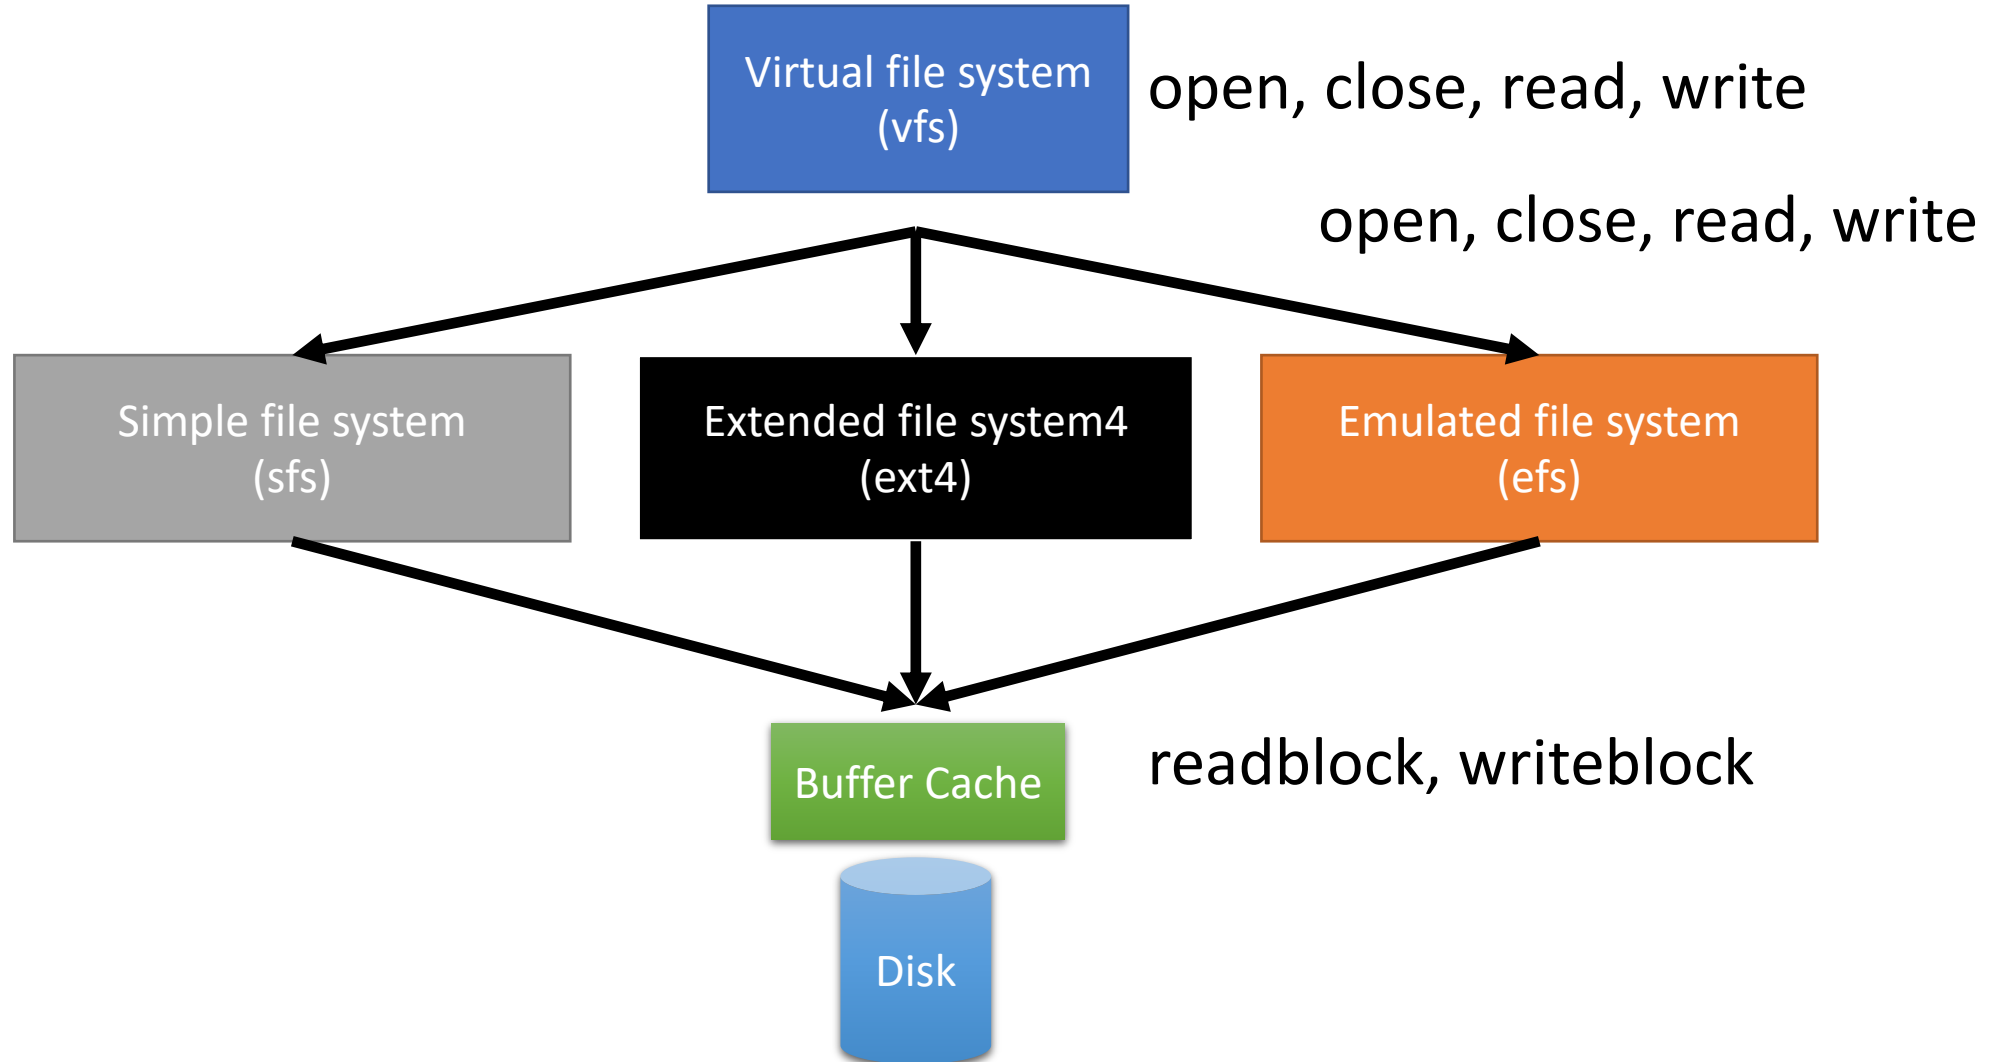 Virtual file system
(vfs)
open, close, read, write
open, close, read, write
Simple file system
(sfs)
Extended file system4
(ext4)
Emulated file system
(efs)
Buffer Cache
readblock, writeblock
Disk